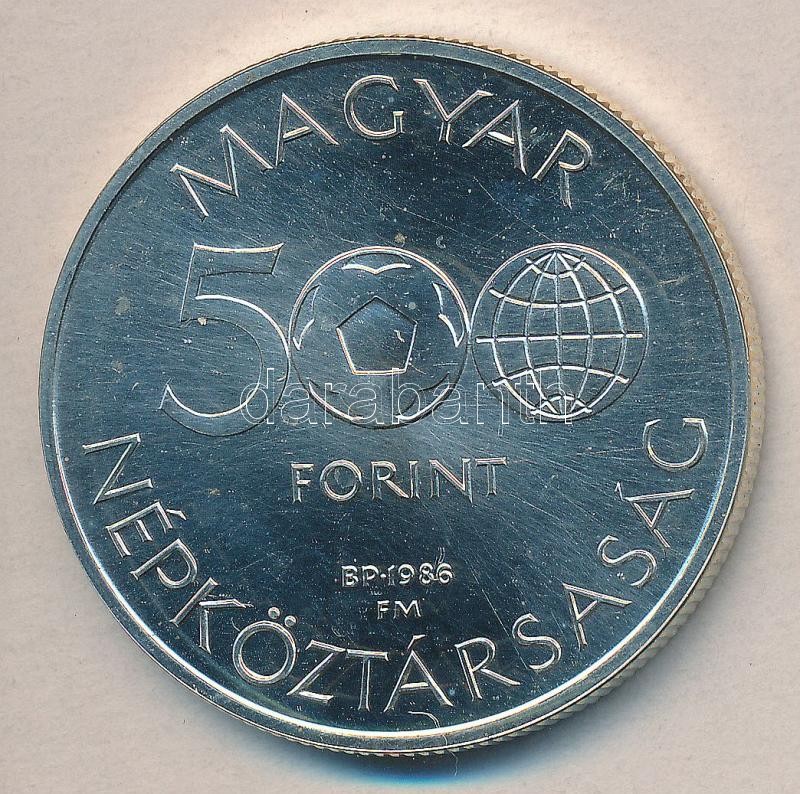 MAGYAR
500
FORINT
BP·1986
FM
NÉPKÖZTÁRSASÁG
darabanth